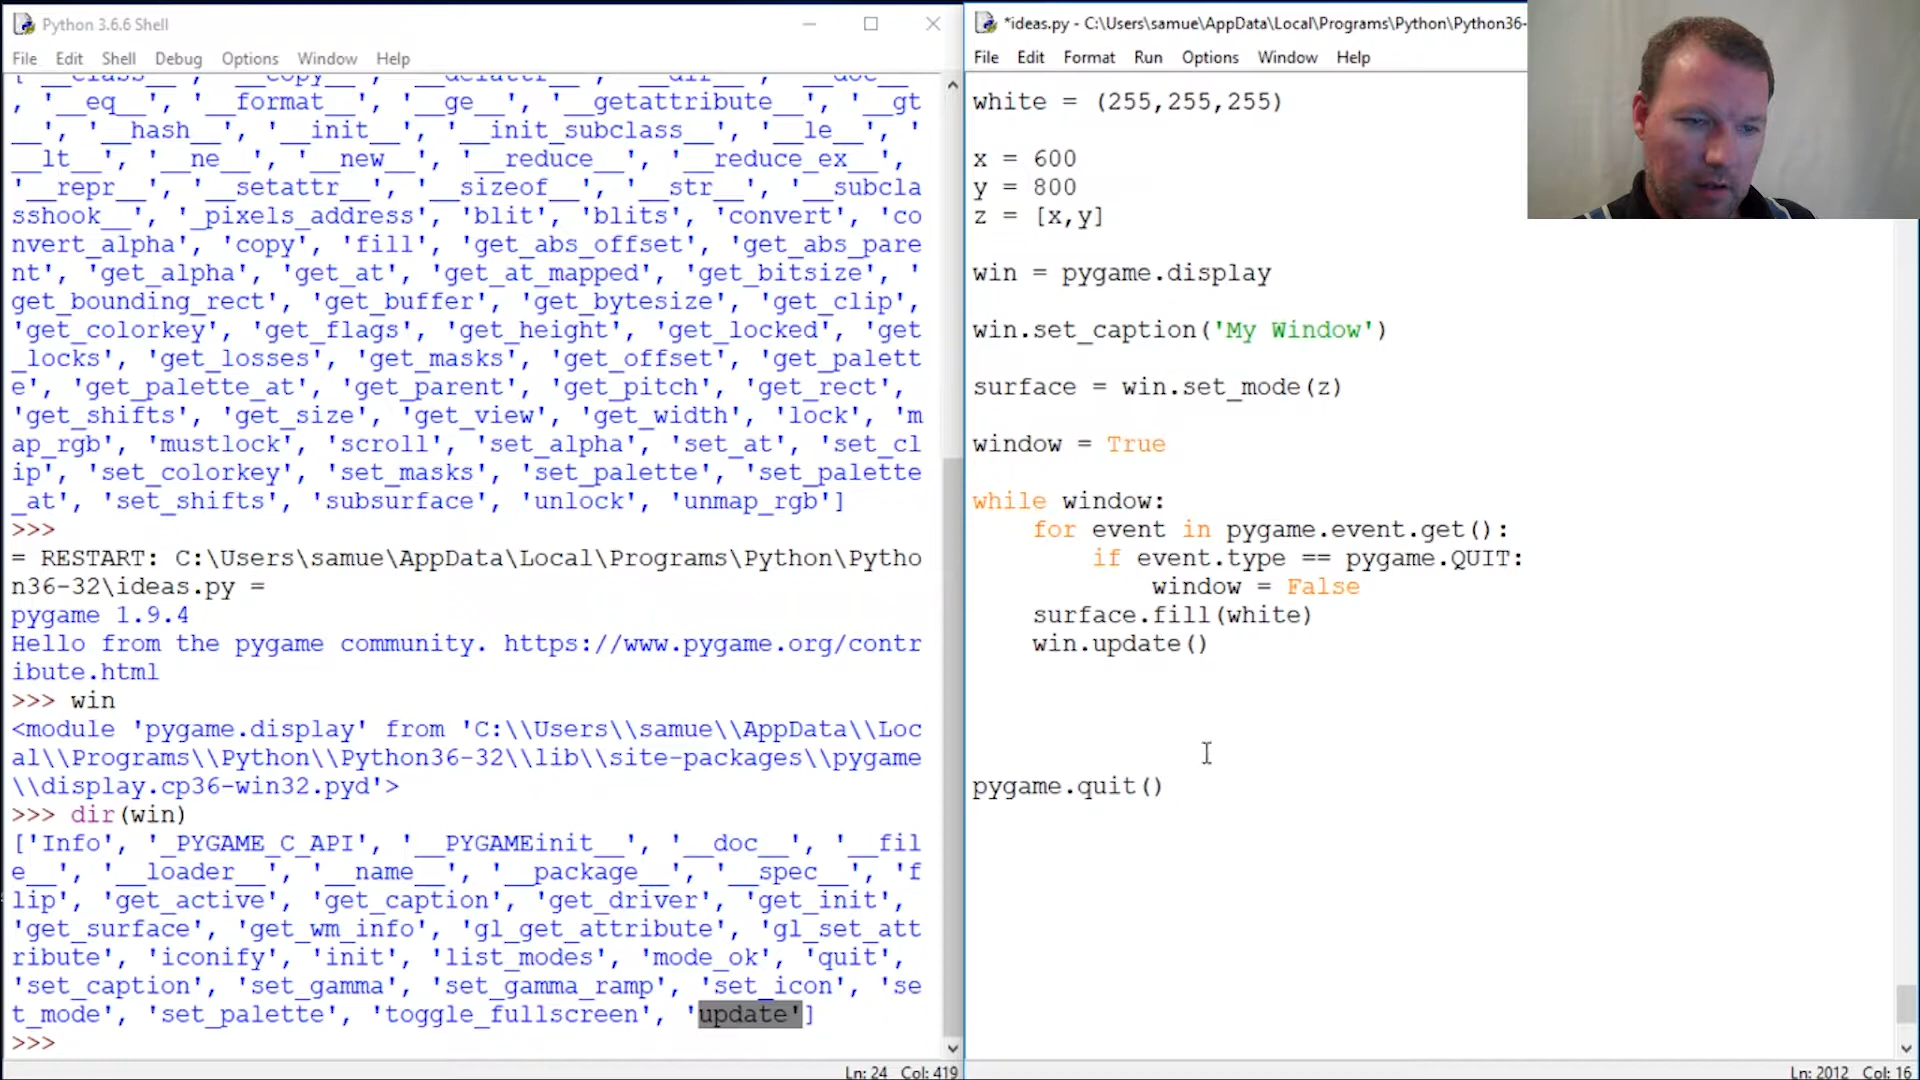 Python 3.6.6 Shell
File Edit Shell Debug Options Window Help
, '__eq__', '__format__', '__ge__', '__getattribute__', '__gt
__', '__hash__', '__init__', '__init_subclass__', '__le__', '
__lt__', '__ne__', '__new__', '__reduce__', '__reduce_ex__',
'__repr__', '__setattr__', '__sizeof__', '__str__', '__subcla
sshook__', '_pixels_address', 'blit', 'blits', 'convert', 'co
nvert_alpha', 'copy', 'fill', 'get_abs_offset', 'get_abs_pare
nt', 'get_alpha', 'get_at', 'get_at_mapped', 'get_bitsize', '
get_bounding_rect', 'get_buffer', 'get_bytesize', 'get_clip',
'get_colorkey', 'get_flags', 'get_height', 'get_locked', 'get
_locks', 'get_losses', 'get_masks', 'get_offset', 'get_palett
e', 'get_palette_at', 'get_parent', 'get_pitch', 'get_rect',
'get_shifts', 'get_size', 'get_view', 'get_width', 'lock', 'm
ap_rgb', 'mustlock', 'scroll', 'set_alpha', 'set_at', 'set_cl
ip', 'set_colorkey', 'set_masks', 'set_palette', 'set_palette
_at', 'set_shifts', 'subsurface', 'unlock', 'unmap_rgb']
>>>
= RESTART: C:\Users\samue\AppData\Local\Programs\Python\Pytho
n36-32\ideas.py =
pygame 1.9.4
Hello from the pygame community. https://www.pygame.org/contr
ibute.html
>>> win
<module 'pygame.display' from 'C:\\Users\\samue\\AppData\\Loc
al\\Programs\\Python\\Python36-32\\lib\\site-packages\\pygame
\\display.cp36-win32.pyd'>
>>> dir(win)
['Info', '_PYGAME_C_API', '__PYGAMEinit__', '__doc__', '__fil
e__', '__loader__', '__name__', '__package__', '__spec__', 'f
lip', 'get_active', 'get_caption', 'get_driver', 'get_init',
'get_surface', 'get_wm_info', 'gl_get_attribute', 'gl_set_att
ribute', 'iconify', 'init', 'list_modes', 'mode_ok', 'quit',
'set_caption', 'set_gamma', 'set_gamma_ramp', 'set_icon', 'se
t_mode', 'set_palette', 'toggle_fullscreen', 'update']
>>>
Ln: 24 Col: 419
*ideas.py - C:\Users\samue\AppData\Local\Programs\Python\Python36-
File Edit Format Run Options Window Help
white = (255,255,255)
x = 600
y = 800
z = [x,y]
win = pygame.display
win.set_caption('My Window')
surface = win.set_mode(z)
window = True
while window:
for event in pygame.event.get():
if event.type == pygame.QUIT:
window = False
surface.fill(white)
win.update()
pygame.quit()
Ln: 2012 Col: 16